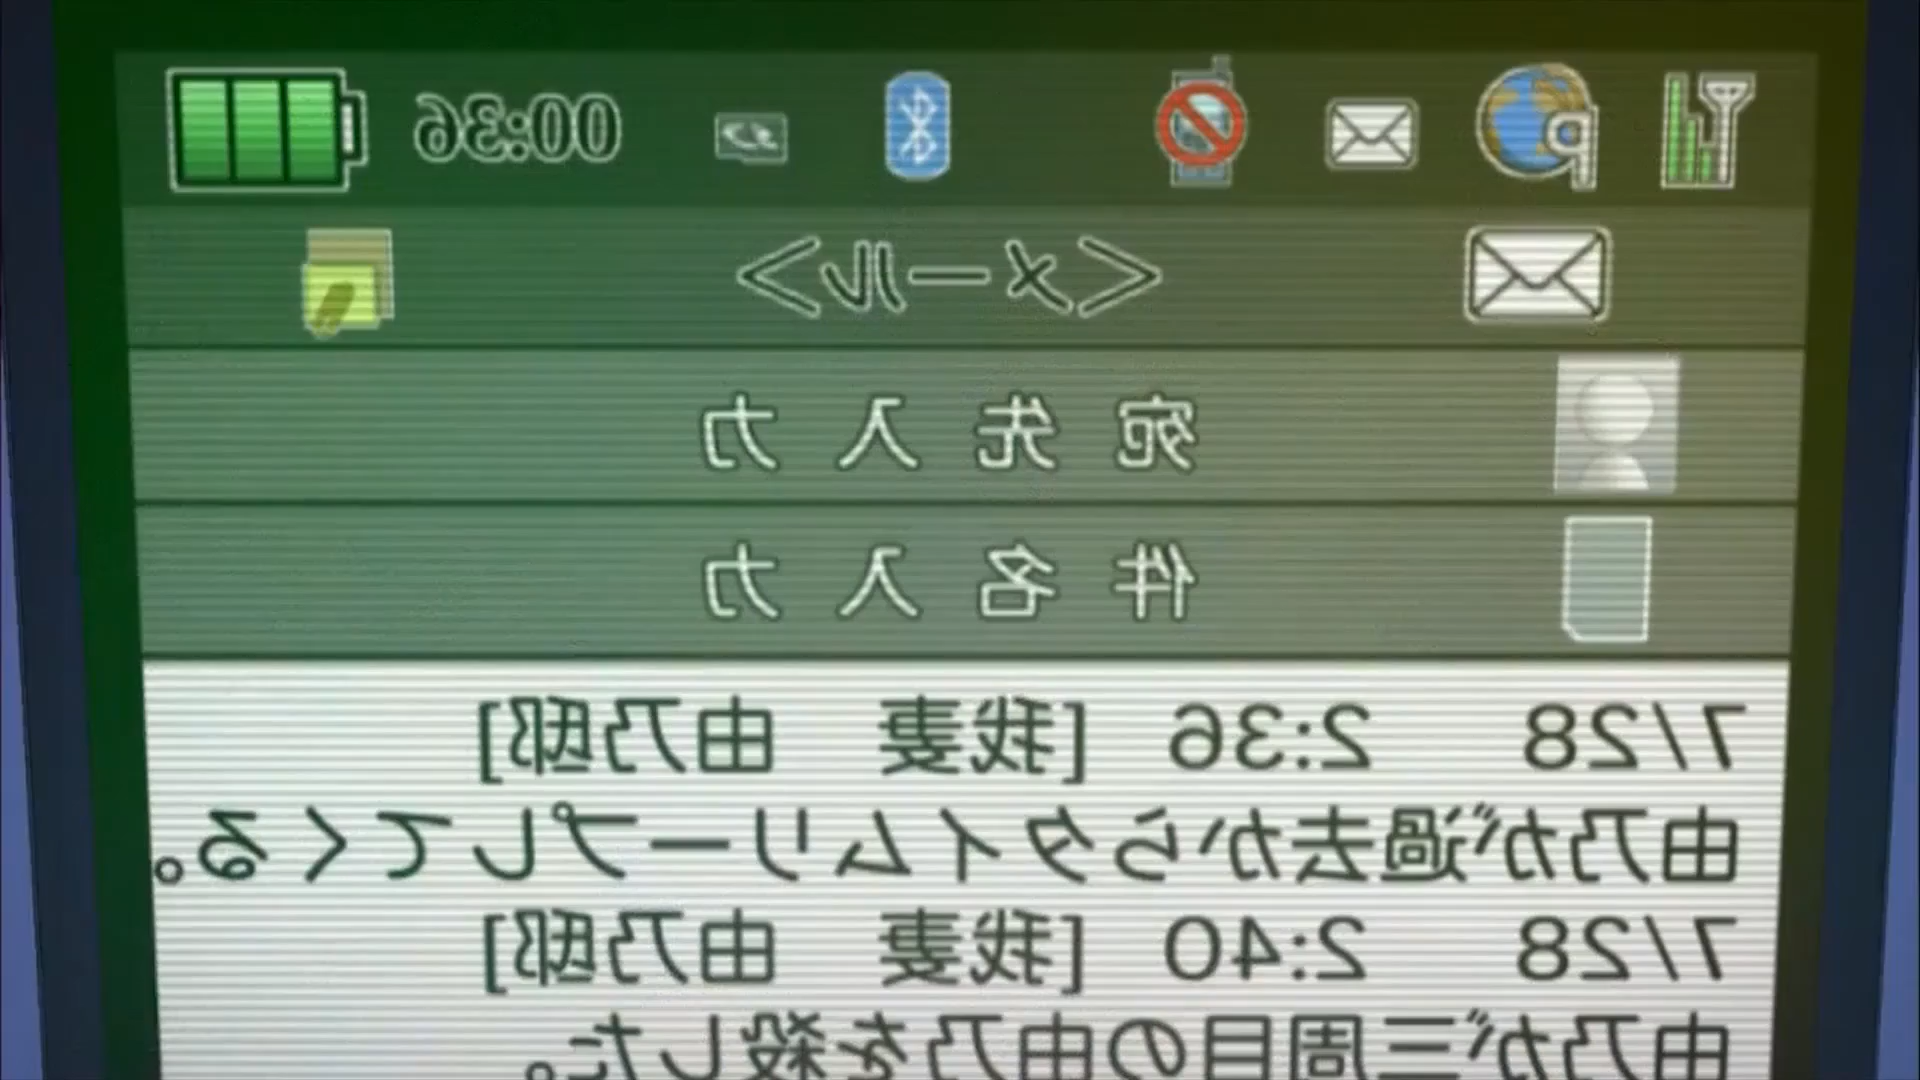 00:36
<メール>
宛先入力
件名入力
7/28 2:36 [我妻 由乃邸]
由乃が過去からタイムリープしてくる。
7/28 2:40 [我妻 由乃邸]
由乃が三周目の由乃を殺した。